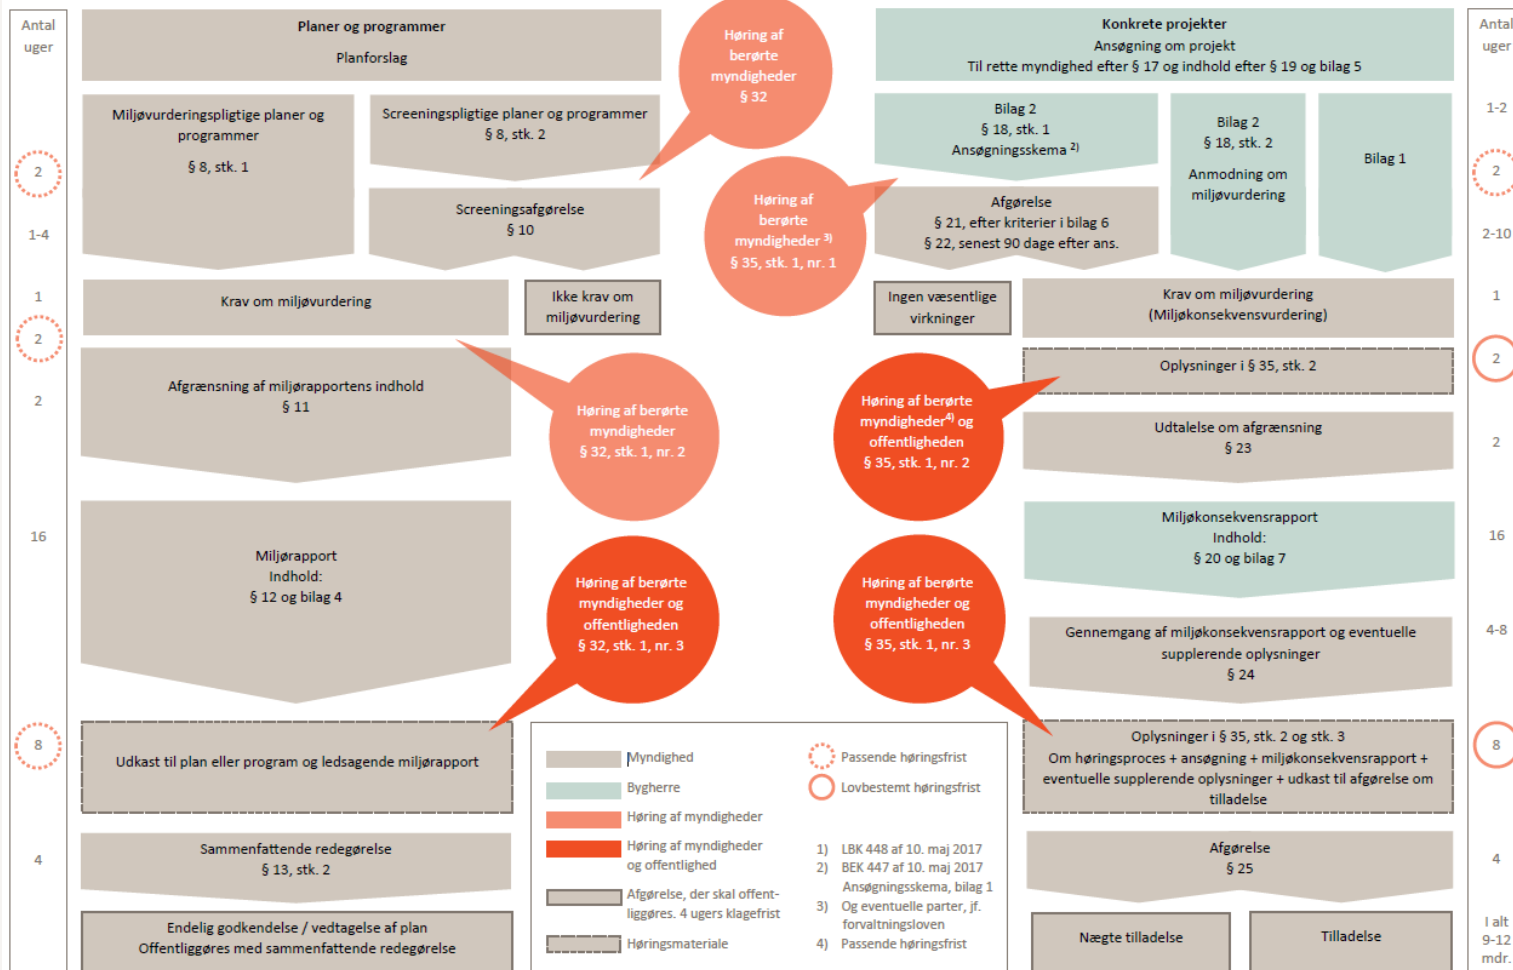 Antal
uger
2
1-4
1
2
2
16
8
4
Planer og programmer
Planforslag
Miljøvurderingspligtige planer og
programmer
§ 8, stk. 1
Screeningspligtige planer og programmer
§ 8, stk. 2
Screeningsafgørelse
§ 10
Krav om miljøvurdering
Ikke krav om
miljøvurdering
Afgrænsning af miljørapportens indhold
§ 11
Miljørapport
Indhold:
§ 12 og bilag 4
Udkast til plan eller program og ledsagende miljørapport
Sammenfattende redegørelse
§ 13, stk. 2
Endelig godkendelse / vedtagelse af plan
Offentliggøres med sammenfattende redegørelse
Høring af
berørte
myndigheder
§ 32
Høring af
berørte
myndigheder 3)
§ 35, stk. 1, nr. 1
Høring af berørte
myndigheder
§ 32, stk. 1, nr. 2
Høring af berørte
myndigheder4) og
offentligheden
§ 35, stk. 1, nr. 2
Høring af berørte
myndigheder og
offentligheden
§ 32, stk. 1, nr. 3
Høring af berørte
myndigheder og
offentligheden
§ 35, stk. 1, nr. 3
Myndighed
Bygherre
Høring af myndigheder
Høring af myndigheder
og offentlighed
Afgørelse, der skal offent-
liggøres. 4 ugers klagefrist
Høringsmateriale
Passende høringsfrist
Lovbestemt høringsfrist
1) LBK 448 af 10. maj 2017
2) BEK 447 af 10. maj 2017
Ansøgningsskema, bilag 1
3) Og eventuelle parter, jf.
forvaltningsloven
4) Passende høringsfrist
Konkrete projekter
Ansøgning om projekt
Til rette myndighed efter § 17 og indhold efter § 19 og bilag 5
Bilag 2
§ 18, stk. 1
Ansøgningsskema 2)
Bilag 2
§ 18, stk. 2
Anmodning om
miljøvurdering
Bilag 1
Afgørelse
§ 21, efter kriterier i bilag 6
§ 22, senest 90 dage efter ans.
Ingen væsentlige
virkninger
Krav om miljøvurdering
(Miljøkonsekvensvurdering)
Oplysninger i § 35, stk. 2
Udtalelse om afgrænsning
§ 23
Miljøkonsekvensrapport
Indhold:
§ 20 og bilag 7
Gennemgang af miljøkonsekvensrapport og eventuelle
supplerende oplysninger
§ 24
Oplysninger i § 35, stk. 2 og stk. 3
Om høringsproces + ansøgning + miljøkonsekvensrapport +
eventuelle supplerende oplysninger + udkast til afgørelse om
tilladelse
Afgørelse
§ 25
Nægte tilladelse
Tilladelse
Antal
uger
1-2
2
2-10
1
2
2
16
4-8
8
4
I alt
9-12
mdr.